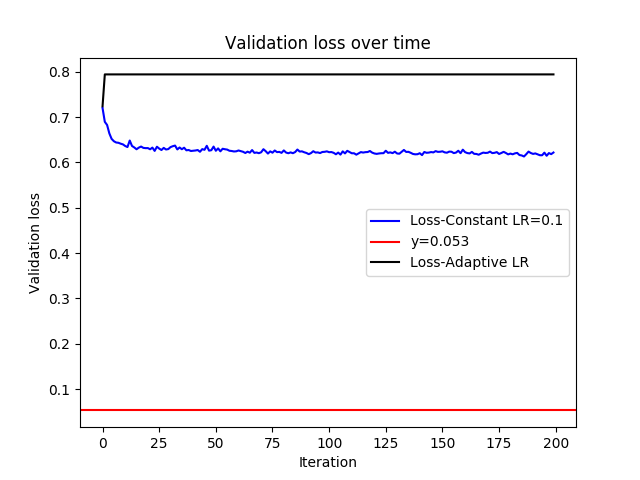 Validation loss over time
Validation loss
0.8
0.7
0.6
0.5
0.4
0.3
0.2
0.1
Loss-Constant LR=0.1
y=0.053
Loss-Adaptive LR
0 25 50 75 100 125 150 175 200
Iteration